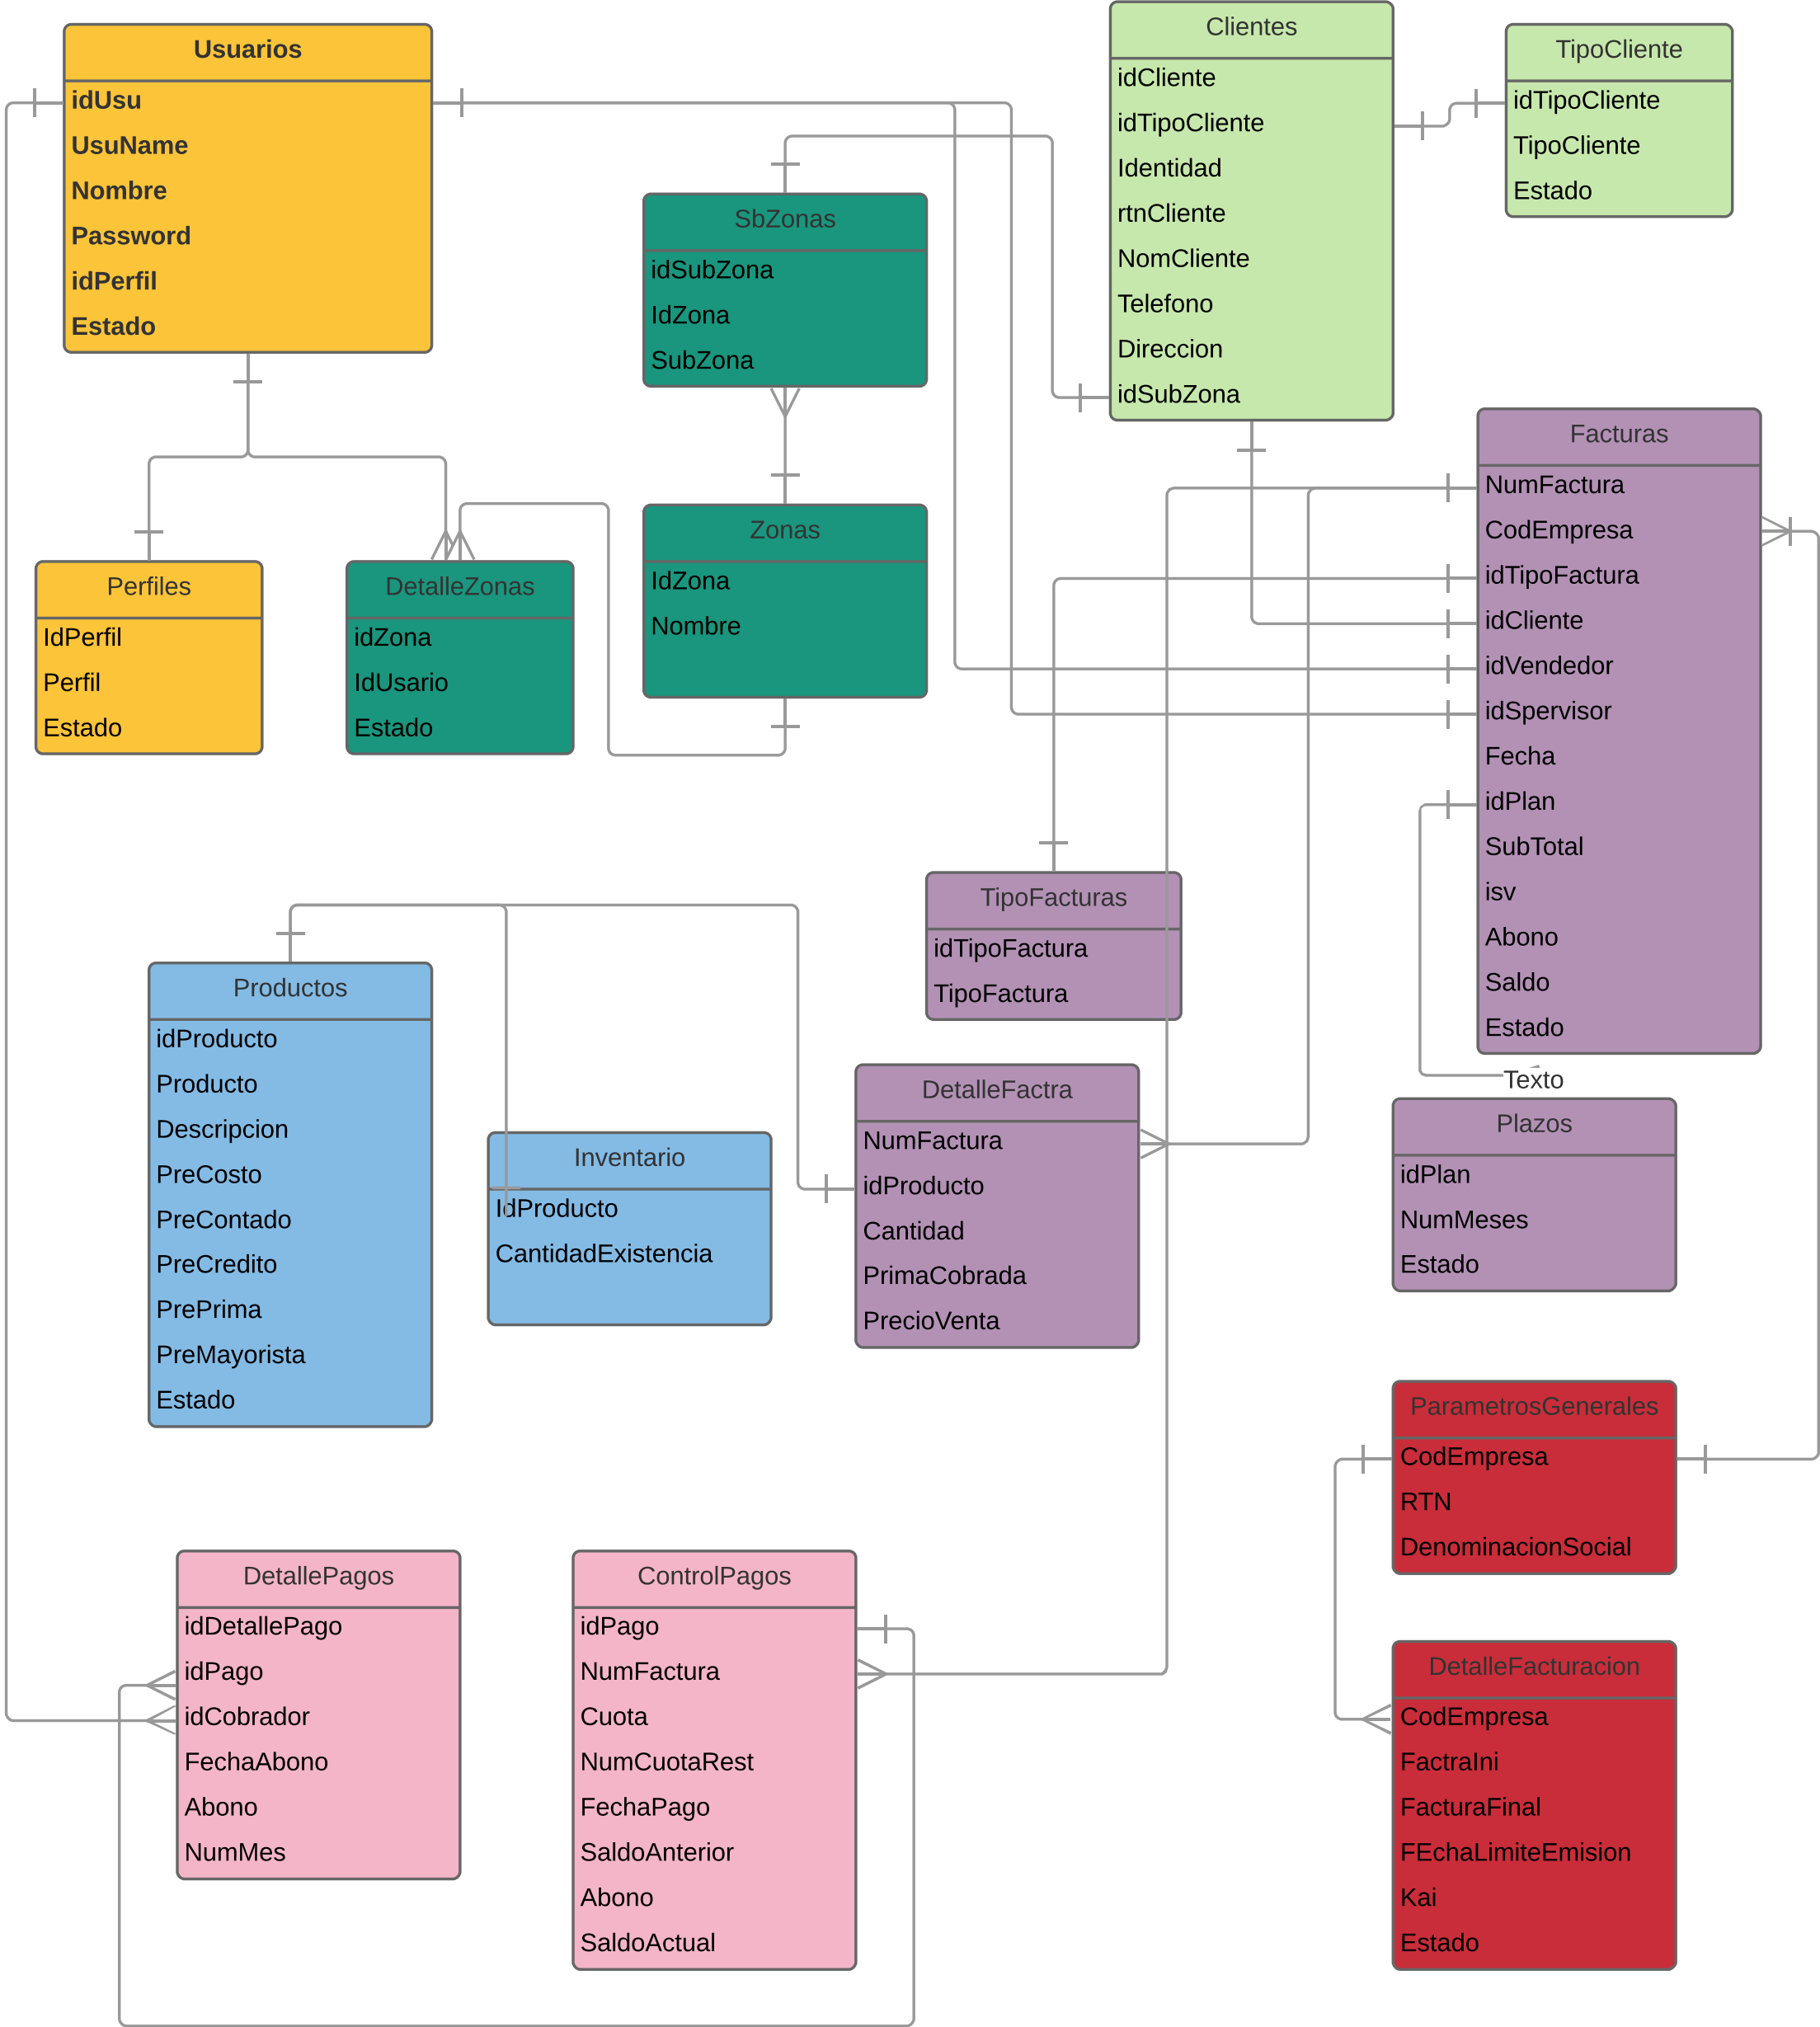 Usuarios
idUsu
UsuName
Nombre
Password
idPerfil
Estado
Clientes
idCliente
idTipoCliente
Identidad
rtnCliente
NomCliente
Telefono
Direccion
idSubZona
TipoCliente
idTipoCliente
TipoCliente
Estado
SbZonas
idSubZona
IdZona
SubZona
Facturas
NumFactura
CodEmpresa
idTipoFactura
idCliente
idVendedor
idSpervisor
Fecha
idPlan
SubTotal
isv
Abono
Saldo
Estado
Perfiles
IdPerfil
Perfil
Estado
DetalleZonas
idZona
IdUsario
Estado
Zonas
IdZona
Nombre
TipoFacturas
idTipoFactura
TipoFactura
Productos
idProducto
Producto
Descripcion
PreCosto
PreContado
PreCredito
PrePrima
PreMayorista
Estado
Inventario
IdProducto
CantidadExistencia
DetalleFactra
NumFactura
idProducto
Cantidad
PrimaCobrada
PrecioVenta
Texto
Plazos
idPlan
NumMeses
Estado
ParametrosGenerales
CodEmpresa
RTN
DenominacionSocial
DetallePagos
idDetallePago
idPago
idCobrador
FechaAbono
Abono
NumMes
ControlPagos
idPago
NumFactura
Cuota
NumCuotaRest
FechaPago
SaldoAnterior
Abono
SaldoActual
DetalleFacturacion
CodEmpresa
FactraIni
FacturaFinal
FEchaLimiteEmision
Kai
Estado